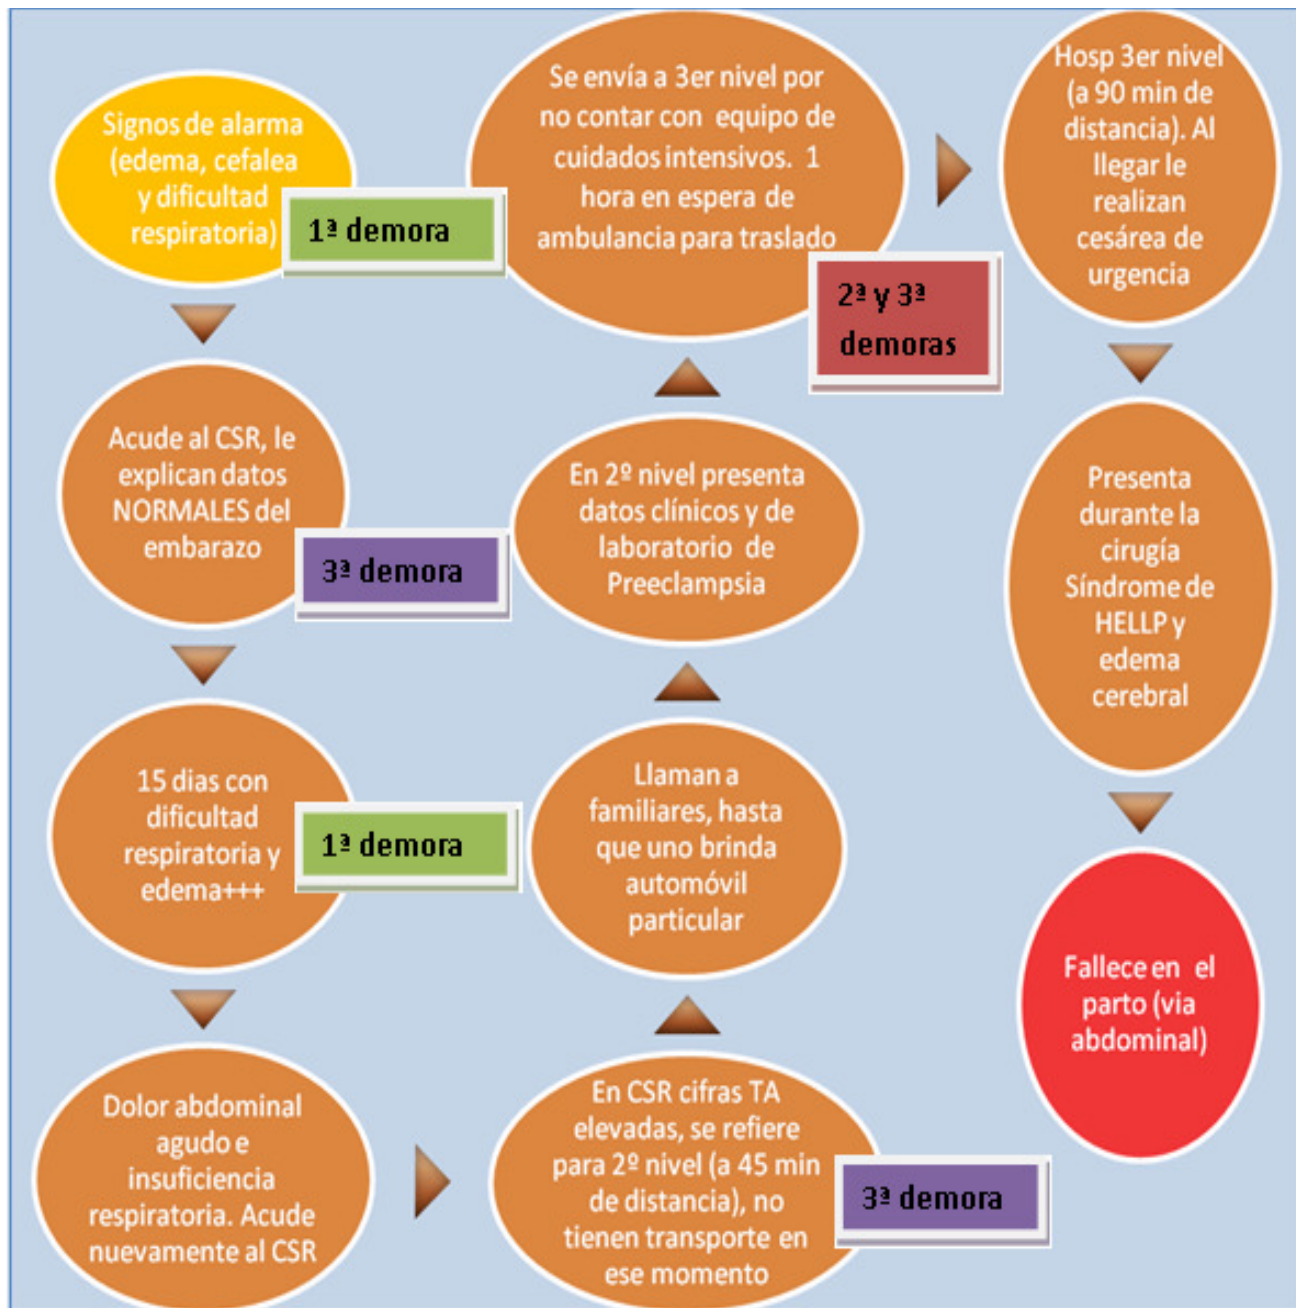 Signos de alarma
(edema, cefalea
y dificultad
respiratoria)
1ª demora
Acude al CSR, le
explican datos
NORMALES del
embarazo
3ª demora
15 dias con
dificultad
respiratoria y
edema+++
1ª demora
Dolor abdominal
agudo e
insuficiencia
respiratoria. Acude
nuevamente al CSR
En CSR cifras TA
elevadas, se refiere
para 2º nivel (a 45 min
de distancia), no
tienen transporte en
ese momento
3ª demora
Llaman a
familiares, hasta
que uno brinda
automóvil
particular
En 2º nivel presenta
datos clínicos y de
laboratorio de
Preeclampsia
Se envía a 3er nivel por
no contar con equipo de
cuidados intensivos. 1
hora en espera de
ambulancia para traslado
2ª y 3ª
demoras
Hosp 3er nivel
(a 90 min de
distancia). Al
llegar le
realizan
cesárea de
urgencia
Presenta
durante la
cirugía
Síndrome de
HELLP y
edema
cerebral
Fallece en el
parto (via
abdominal)